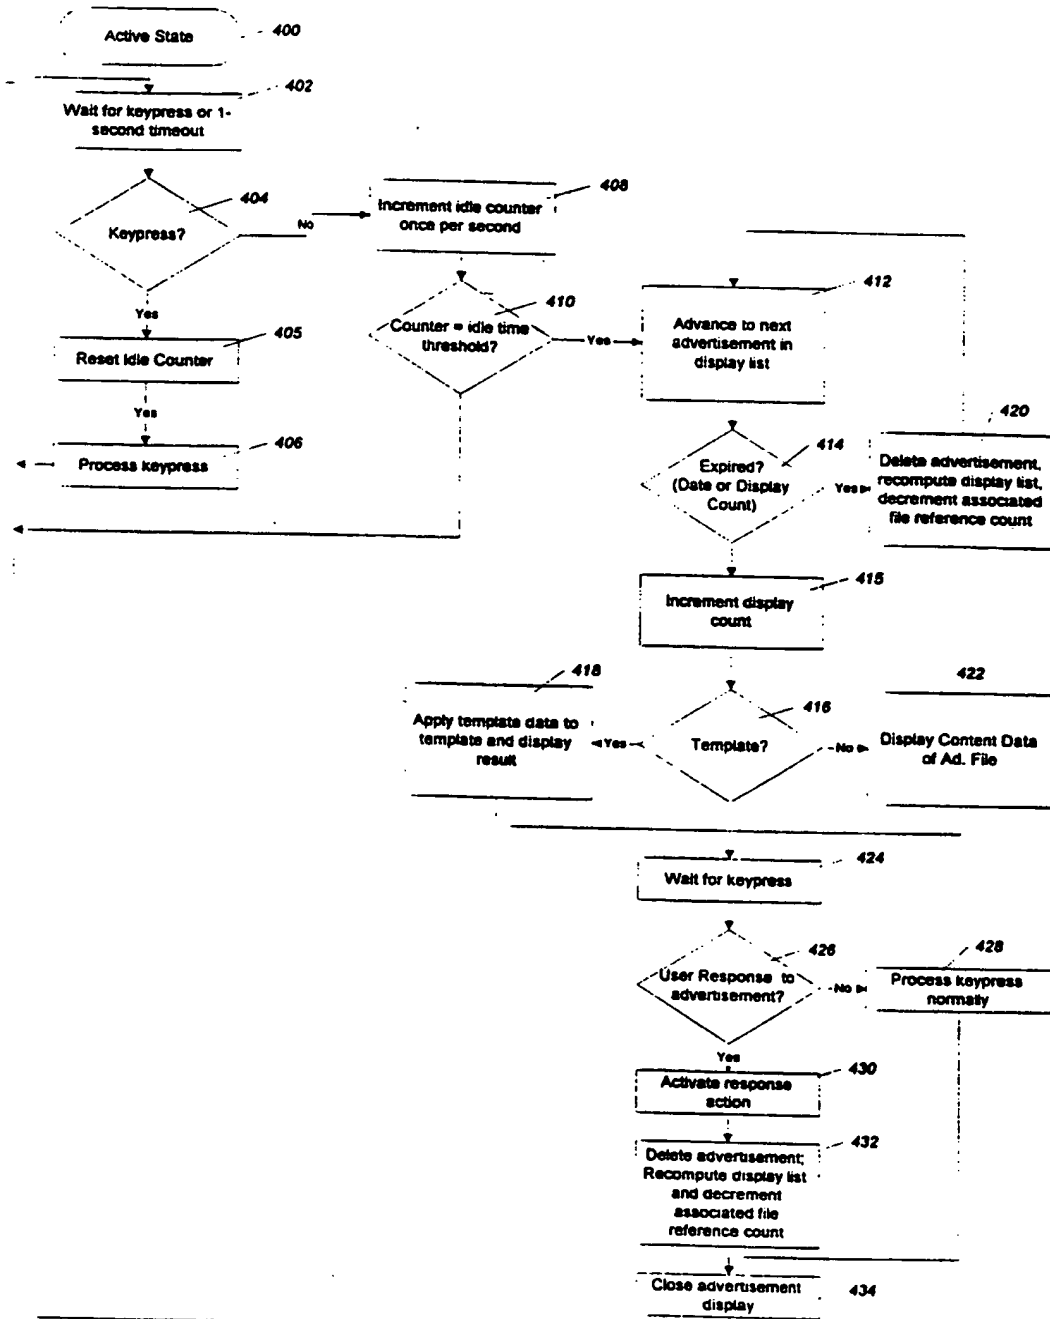 Active State
400
402
Wait for keypress or 1-
second timeout
404
Keypress?
No
408
Increment idle counter
once per second
Yes
405
Reset Idle Counter
Yes
406
Process keypress
410
Counter = idle time
threshold?
Yes
412
Advance to next
advertisement in
display list
414
Expired?
(Date or Display
Count)
Yes
420
Delete advertisement,
recompute display list,
decrement associated
file reference count
415
Increment display
count
416
Template?
Yes
418
Apply template data to
template and display
result
No
422
Display Content Data
of Ad. File
424
Wait for keypress
426
User Response to
advertisement?
No
428
Process keypress
normally
Yes
430
Activate response
action
432
Delete advertisement;
Recompute display list
and decrement
associated file
reference count
434
Close advertisement
display